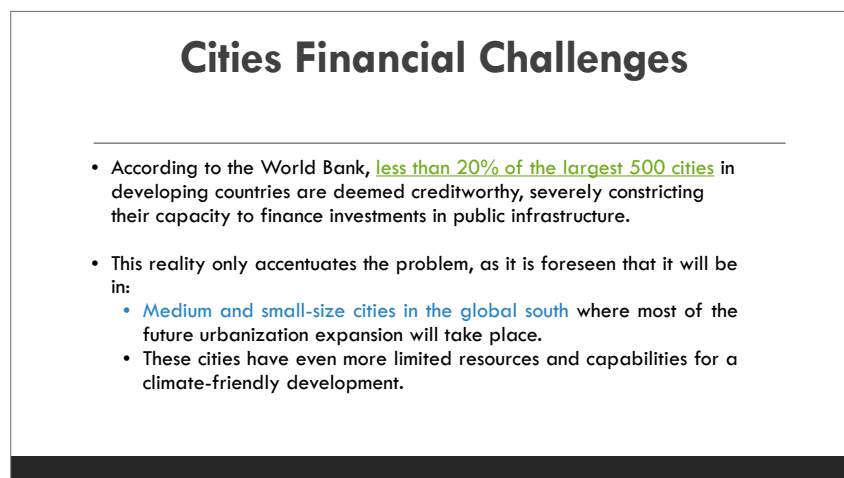 Cities Financial Challenges
• According to the World Bank, less than 20% of the largest 500 cities in
developing countries are deemed creditworthy, severely constricting
their capacity to finance investments in public infrastructure.
• This reality only accentuates the problem, as it is foreseen that it will be
in:
• Medium and small-size cities in the global south where most of the
future urbanization expansion will take place.
• These cities have even more limited resources and capabilities for a
climate-friendly development.